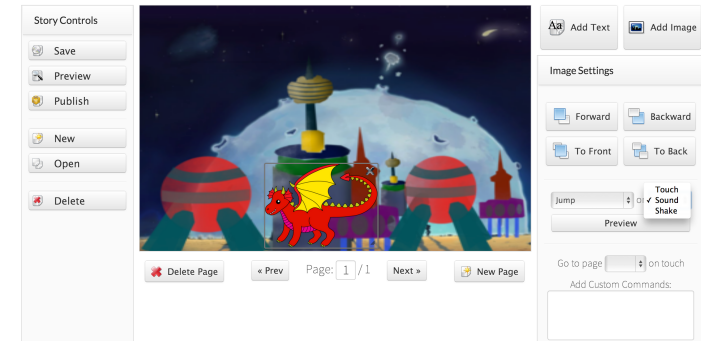 Story Controls
Save
Preview
Publish
New
Open
Delete
Delete Page
« Prev
Page: 1 / 1
Next »
New Page
Aa Add Text
Add Image
Image Settings
Forward
Backward
To Front
To Back
Jump
Touch
✓ Sound
Shake
Preview
Go to page
on touch
Add Custom Commands: